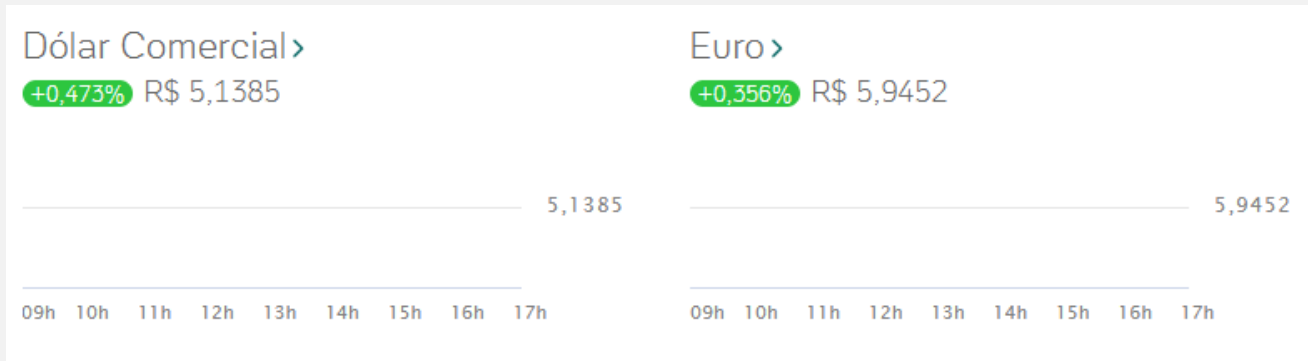 Dólar Comercial>
+0,473% R$ 5,1385
5,1385
09h 10h 11h 12h 13h 14h 15h 16h 17h
Euro>
+0,356% R$ 5,9452
5,9452
09h 10h 11h 12h 13h 14h 15h 16h 17h